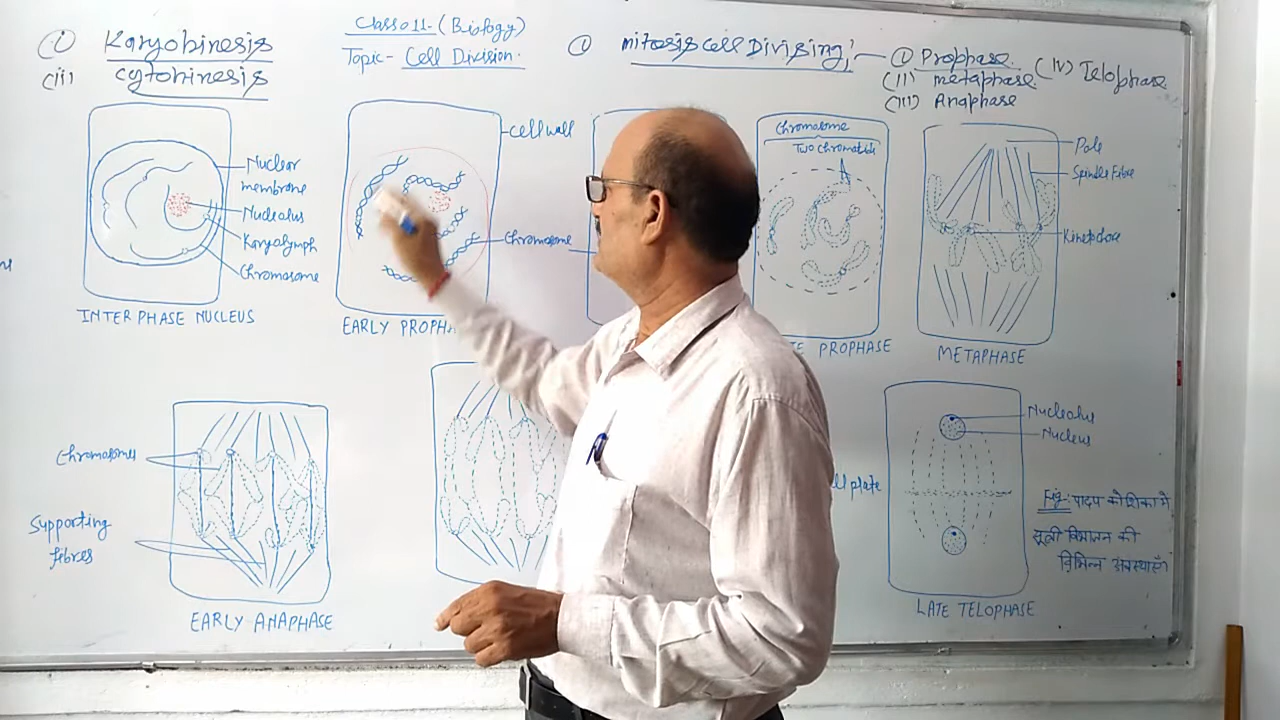 (i) Karyokinesis
(ii) cytokinesis
Class 11 - (Biology)
Topic - Cell Division.
(i) mitosis cell Divising; - (i) Prophase.
(ii) metaphase
(iii) Anaphase
(iv) Telophase
Nuclear
membrane
Nucleolus
Karyolymph
Chromosome
INTERPHASE NUCLEUS
cell wall
Chromosome
EARLY PROPHA
Chromosome
Two Chromatids
PROPHASE
Pole
Spindle Fibre
Kinetochore
METAPHASE
Chromosomes
Supporting
fibres
EARLY ANAPHASE
ll plate
Nucleolus
Nucleus
LATE TELOPHASE
Fig:- पादप कोशिका में
सूत्री विभाजन की
विभिन्न अवस्थाएँ।